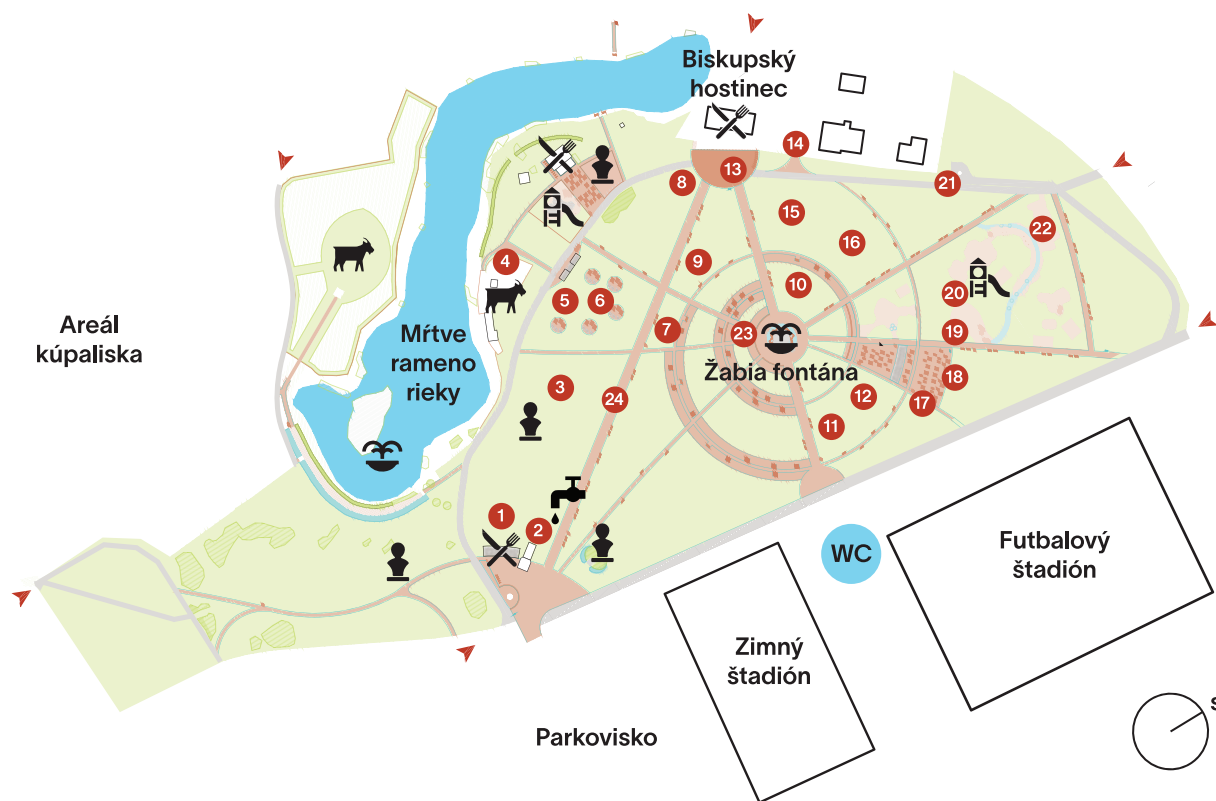 Biskupský
hostinec
14
13
8
21
15
22
16
9
4
10
20
5
6
Areál
kúpaliska
Mŕtve
rameno
rieky
7
23
19
Žabia fontána
18
3
24
12
17
11
1
2
WC
Futbalový
štadión
Zimný
štadión
Parkovisko
S